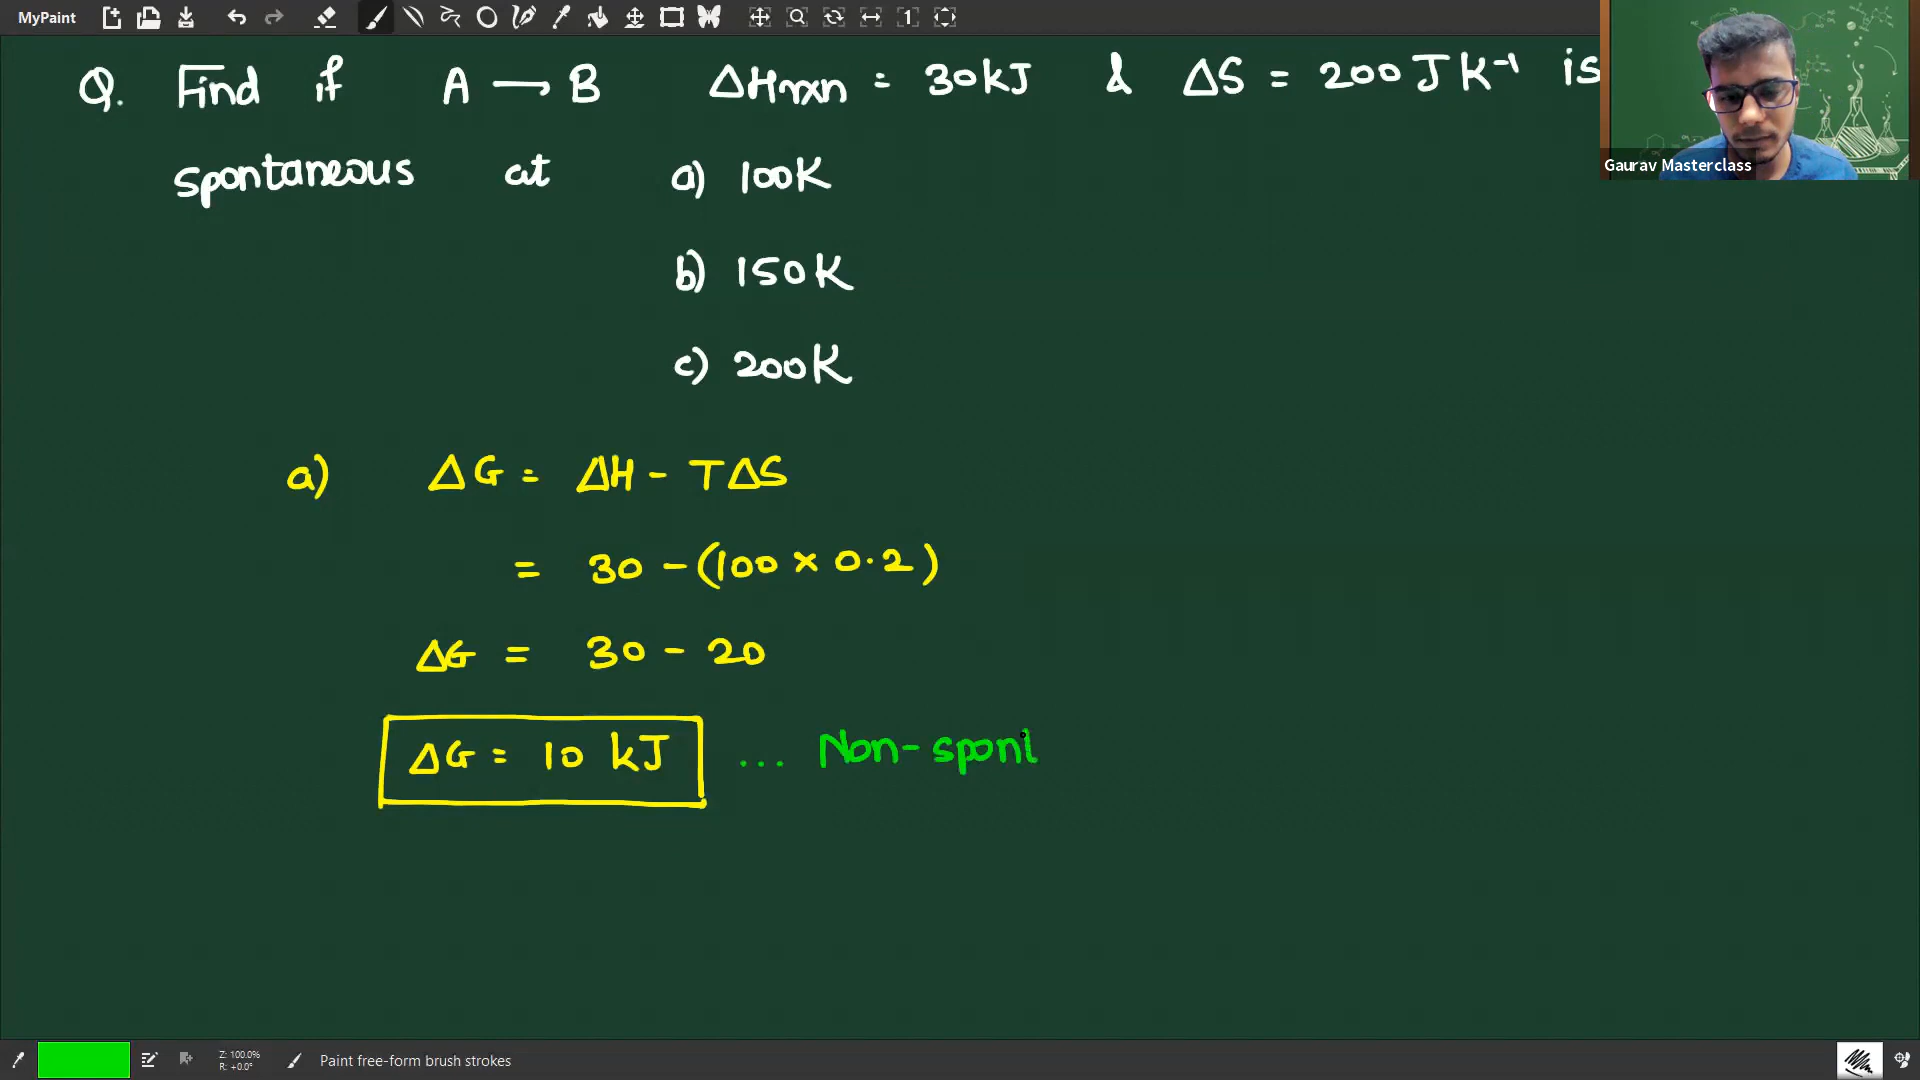 MyPaint
Q. Find if A → B ΔHrxn = 30kJ & ΔS = 200 J K⁻¹ is
Gaurav Masterclass
spontaneous at a) 100K
b) 150K
c) 200K
a) ΔG = ΔH - TΔS
= 30 - (100 × 0.2)
ΔG = 30 - 20
ΔG = 10 kJ ... Non-spon
Z: 100.0%
R: +0.0°
Paint free-form brush strokes